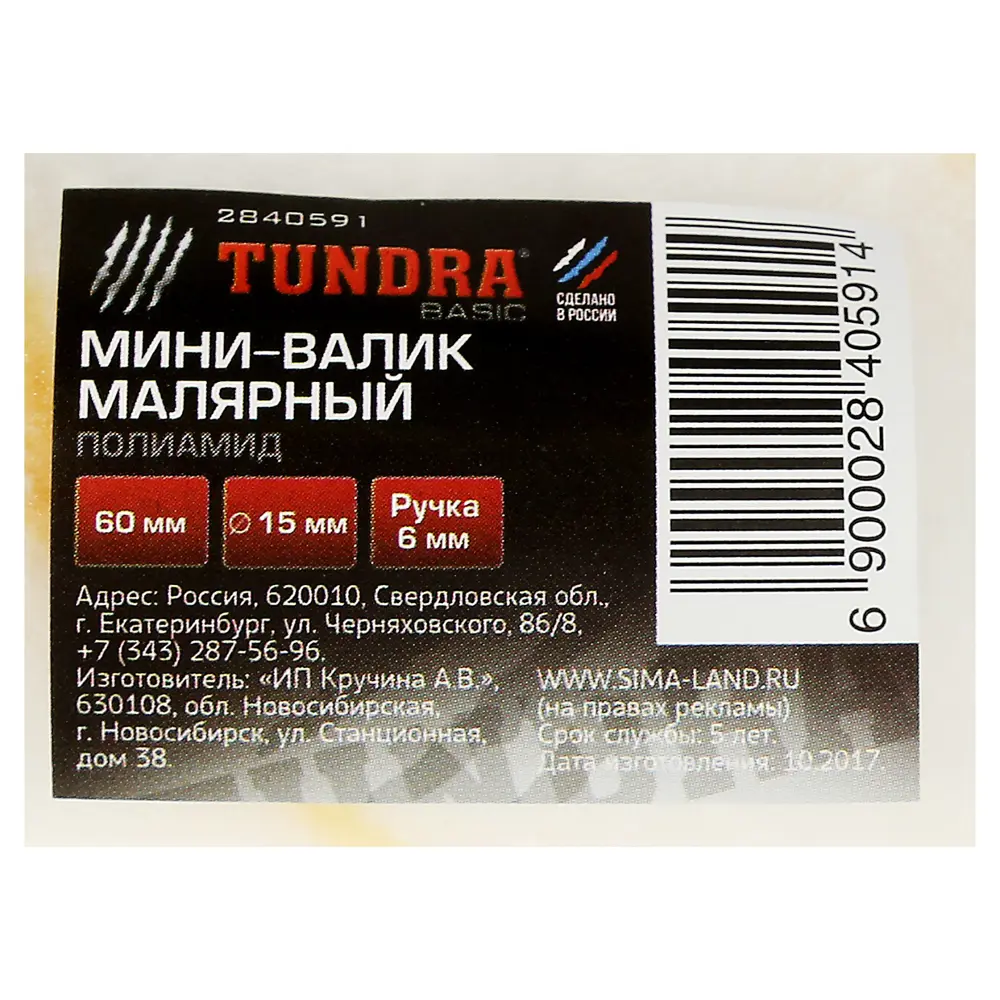 2840591
TUNDRA®
BASIC
СДЕЛАНО
В РОССИИ
МИНИ-ВАЛИК
МАЛЯРНЫЙ
ПОЛИАМИД
60 мм
⌀ 15 мм
Ручка
6 мм
Адрес: Россия, 620010, Свердловская обл.,
г. Екатеринбург, ул. Черняховского, 86/8,
+7 (343) 287-56-96.
Изготовитель: «ИП Кручина А.В.»,
630108, обл. Новосибирская,
г. Новосибирск, ул. Станционная,
дом 38.
WWW.SIMA-LAND.RU
(на правах рекламы)
Срок службы: 5 лет.
Дата изготовления: 10.2017.
6 900028 405914